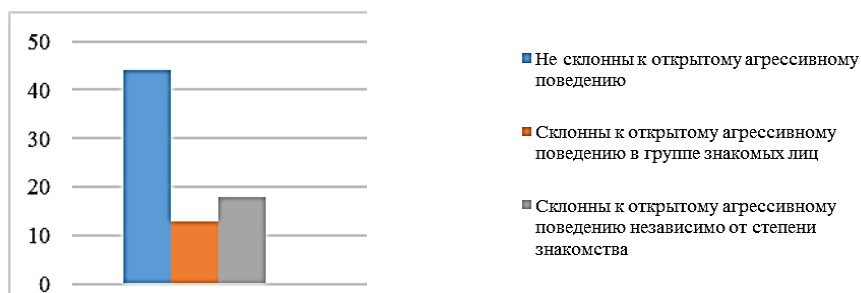 50
40
30
20
10
0
Не склонны к открытому агрессивному
поведению
Склонны к открытому агрессивному
поведению в группе знакомых лиц
Склонны к открытому агрессивному
поведению независимо от степени
знакомства